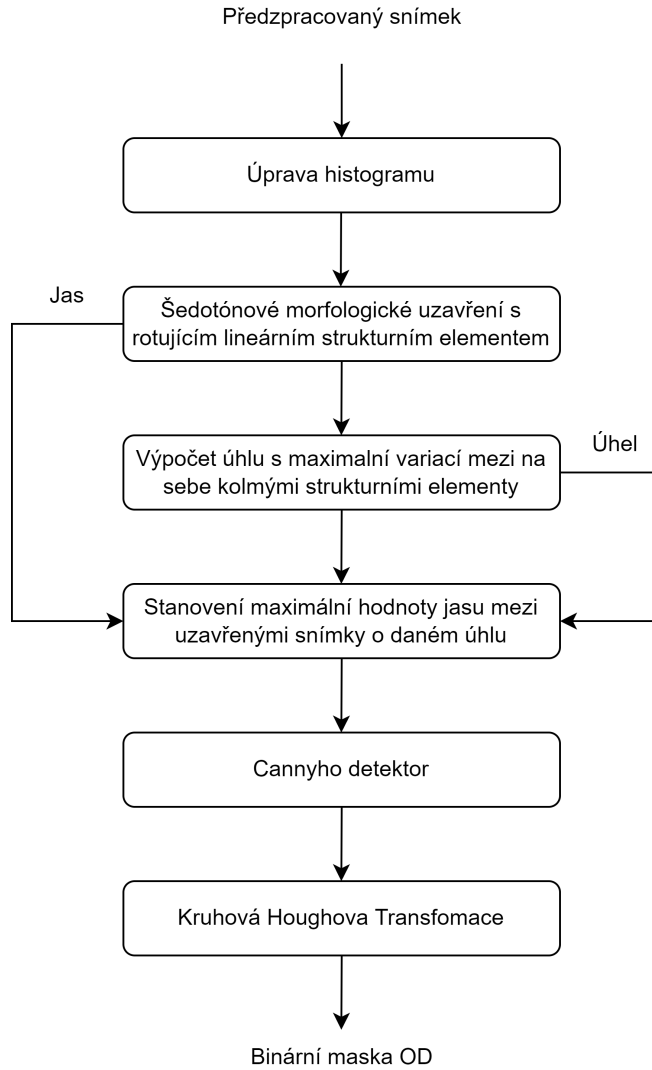 Předzpracovaný snímek
Úprava histogramu
Jas
Šedotónové morfologické uzavření s
rotujícím lineárním strukturním elementem
Úhel
Výpočet úhlu s maximalní variací mezi na
sebe kolmými strukturními elementy
Stanovení maximální hodnoty jasu mezi
uzavřenými snímky o daném úhlu
Cannyho detektor
Kruhová Houghova Transfomace
Binární maska OD